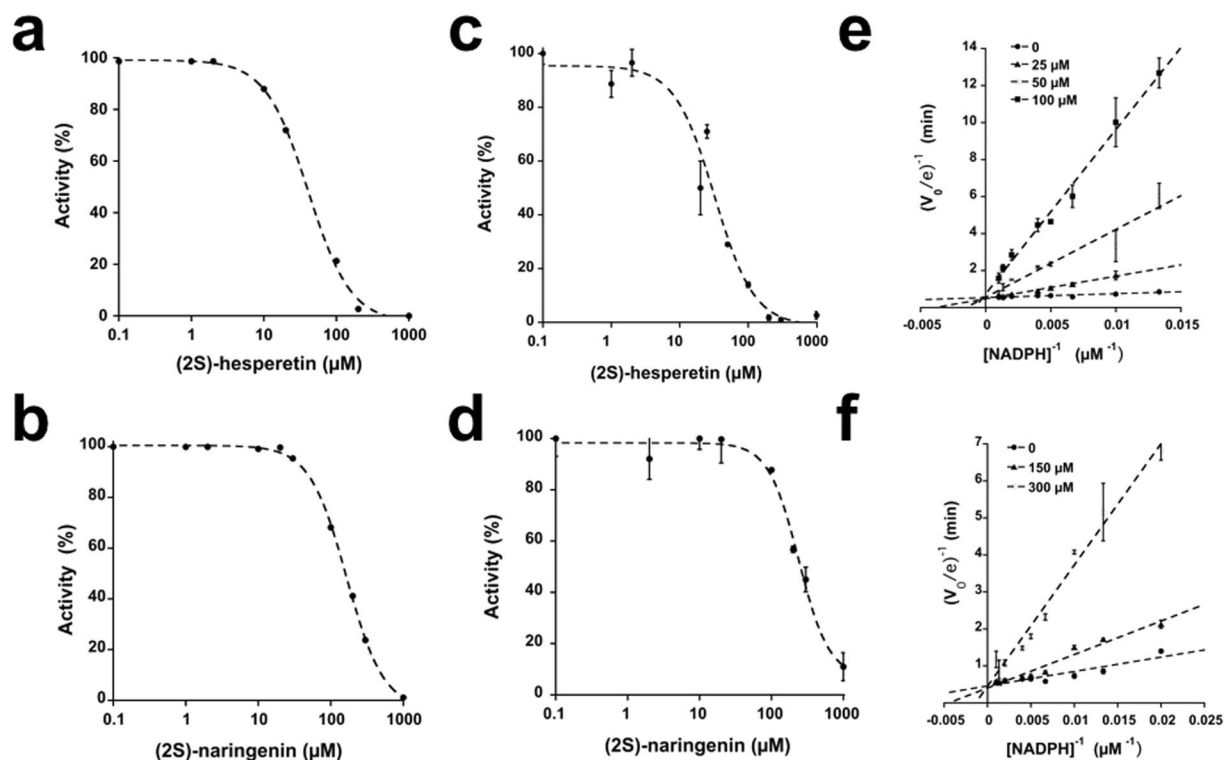 a
100
80
60
40
20
0
Activity (%)
0.1 1 10 100 1000
(2S)-hesperetin (µM)
c
100
80
60
40
20
0
Activity (%)
0.1 1 10 100 1000
(2S)-hesperetin (µM)
e
0
25 µM
50 µM
100 µM
14
12
10
8
6
4
2
(V₀/e)⁻¹ (min)
-0.005 0 0.005 0.01 0.015
[NADPH]⁻¹ (µM⁻¹)
b
100
80
60
40
20
0
Activity (%)
0.1 1 10 100 1000
(2S)-naringenin (µM)
d
100
80
60
40
20
0
Activity (%)
0.1 1 10 100 1000
(2S)-naringenin (µM)
f
0
150 µM
300 µM
7
6
5
4
3
2
1
(V₀/e)⁻¹ (min)
-0.005 0 0.005 0.01 0.015 0.02 0.025
[NADPH]⁻¹ (µM⁻¹)